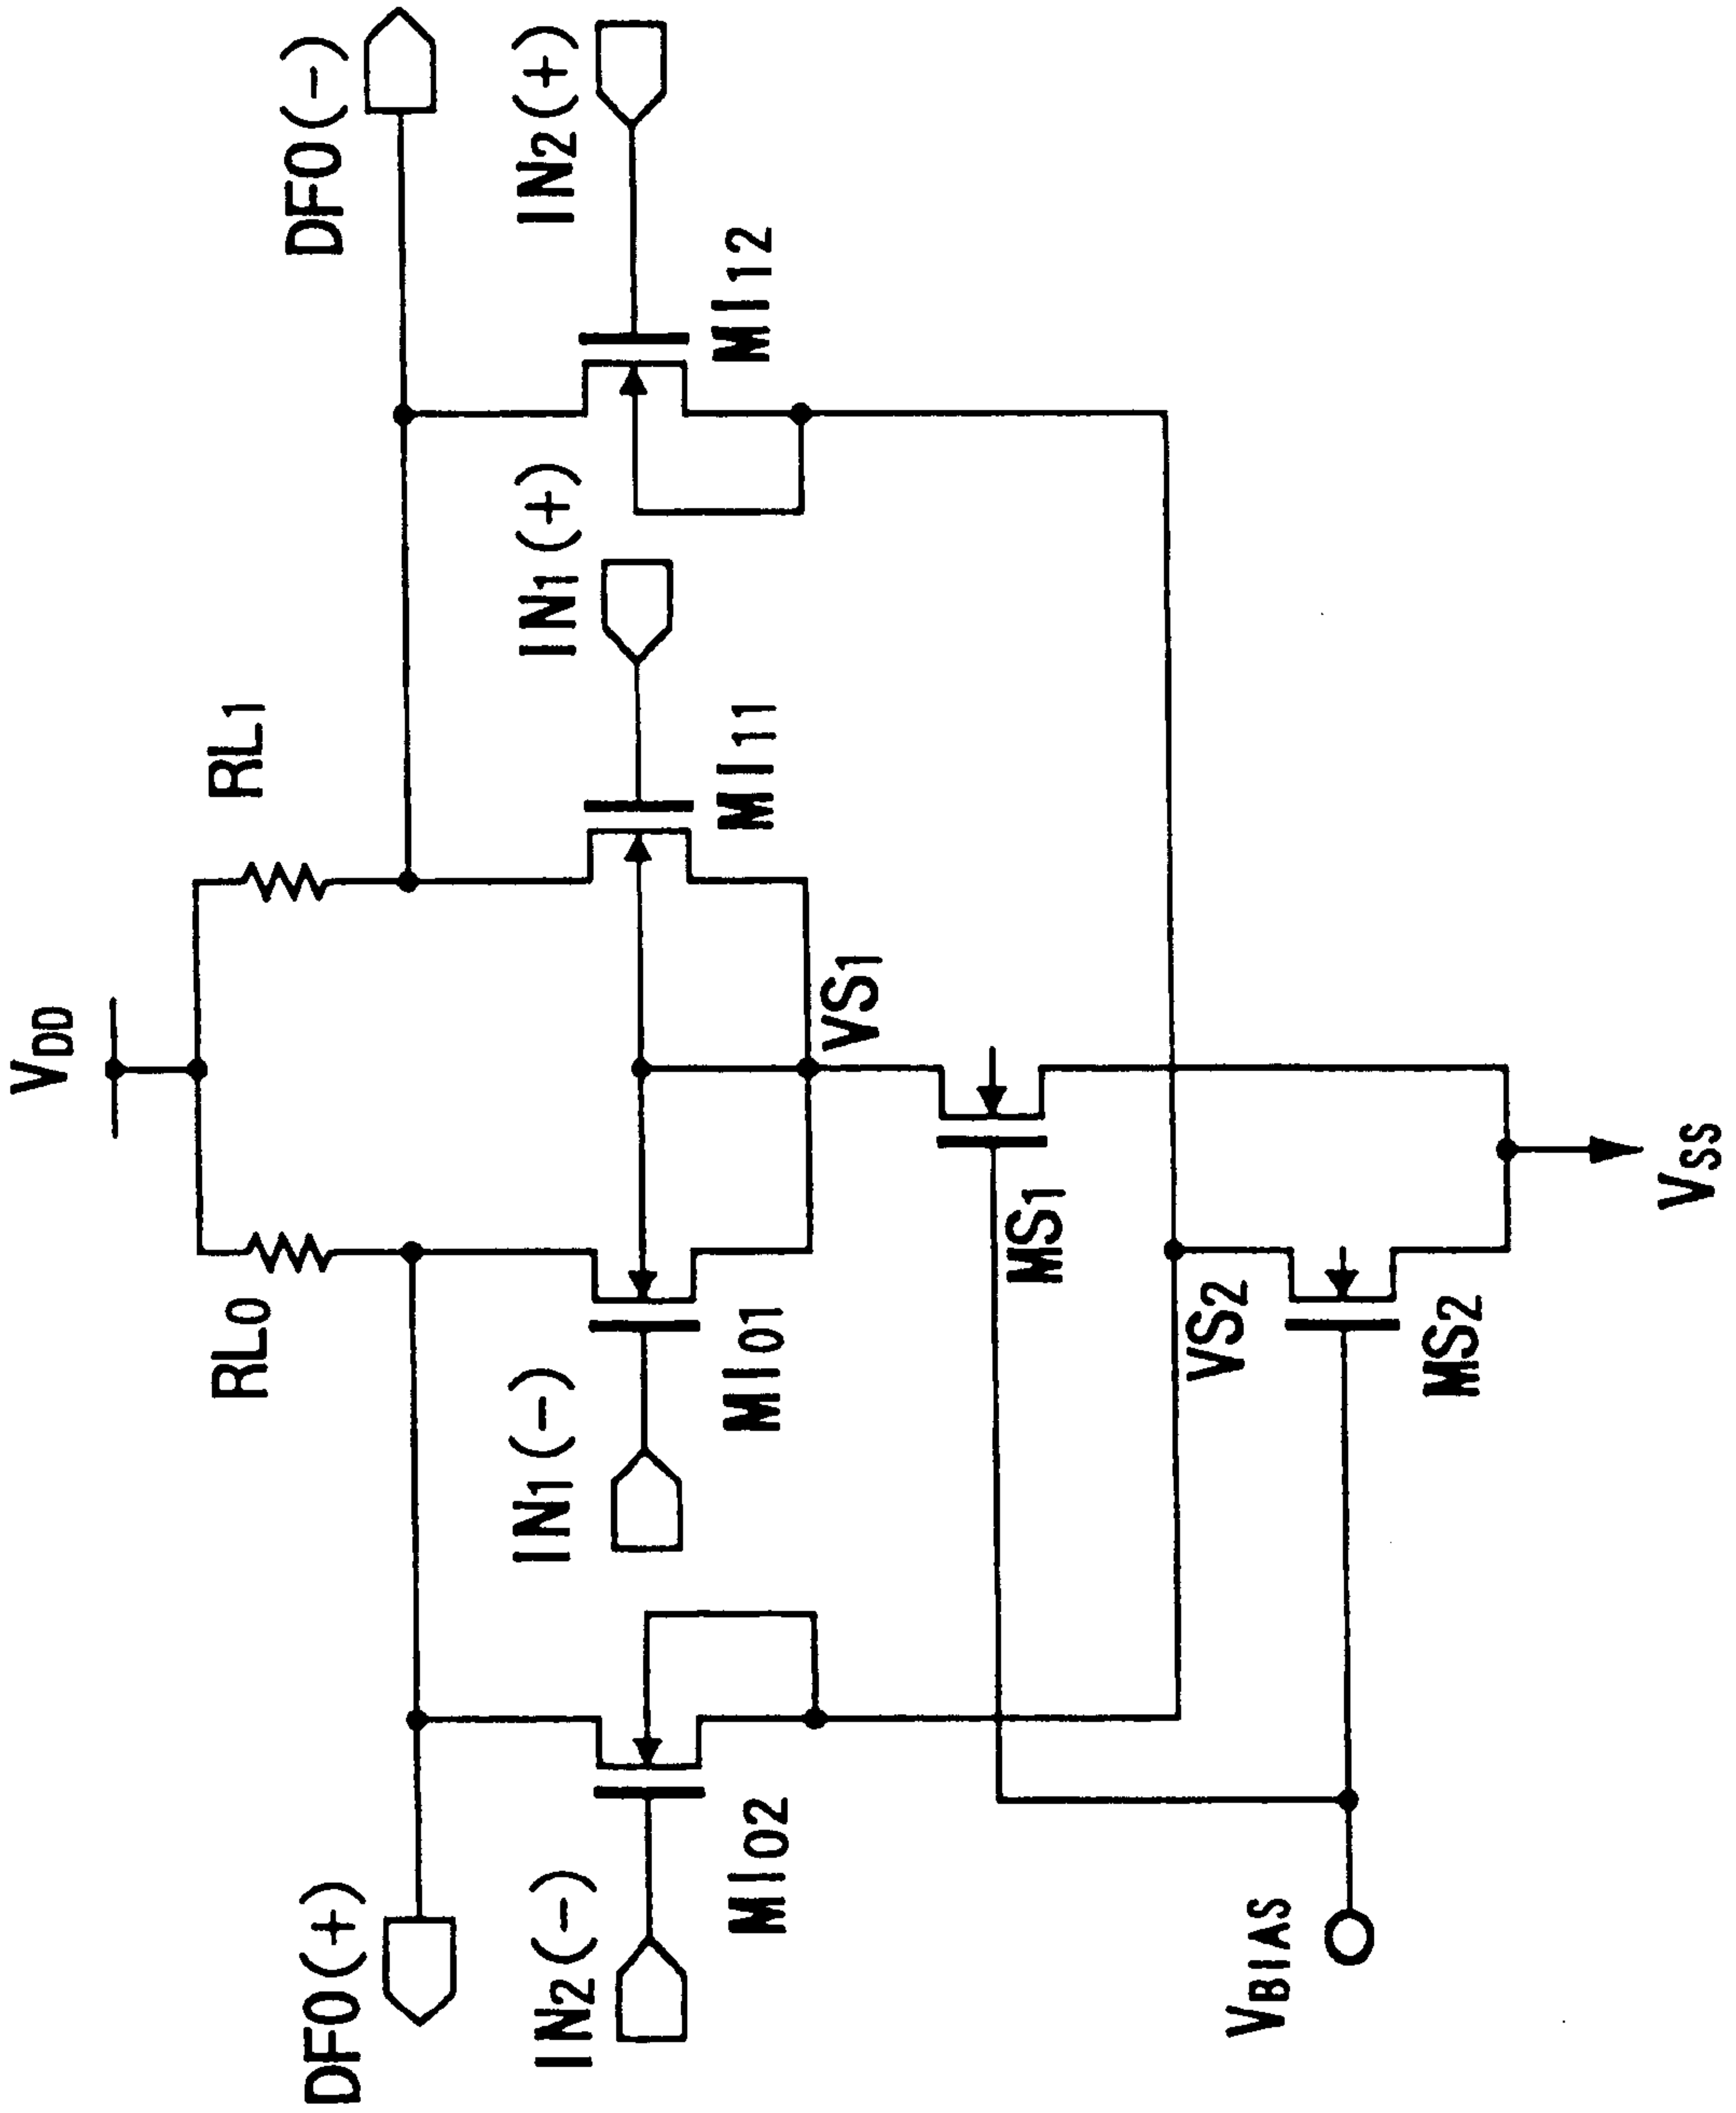 VDD
RL0
RL1
DFO(+)
DFO(-)
IN2(-)
IN1(-)
IN1(+)
IN2(+)
MI02
MI01
MI11
MI12
VS1
MS1
VS2
MS2
VBIAS
VSS